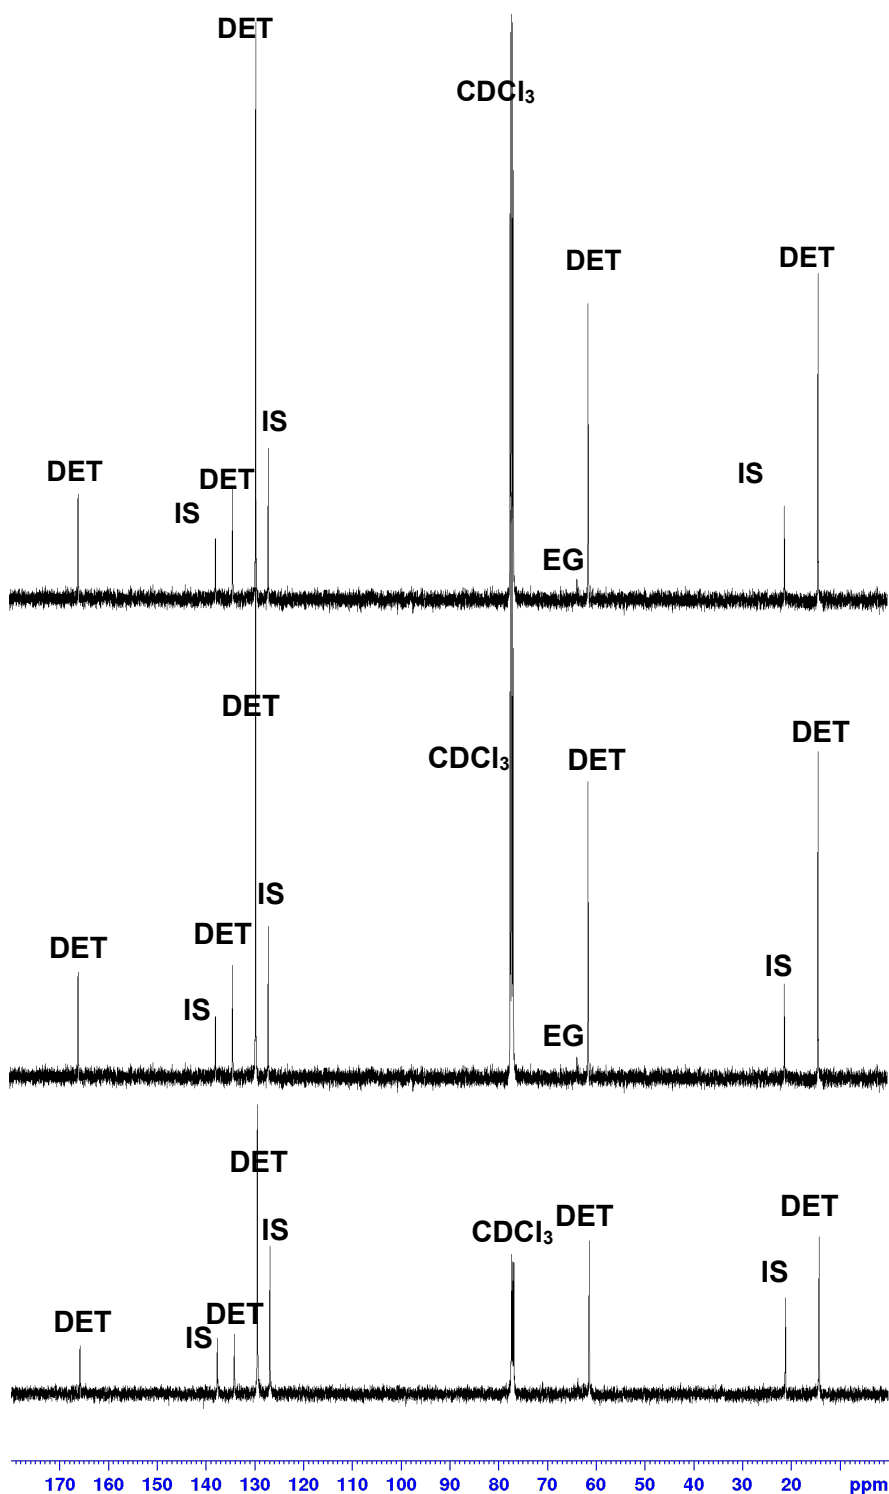 DET
CDCl₃
DET
DET
IS
DET
DET
IS
IS
EG
DET
DET
CDCl₃
DET
IS
DET
DET
IS
IS
EG
DET
DET
CDCl₃
DET
IS
IS
DET
DET
IS
170 160 150 140 130 120 110 100 90 80 70 60 50 40 30 20 ppm